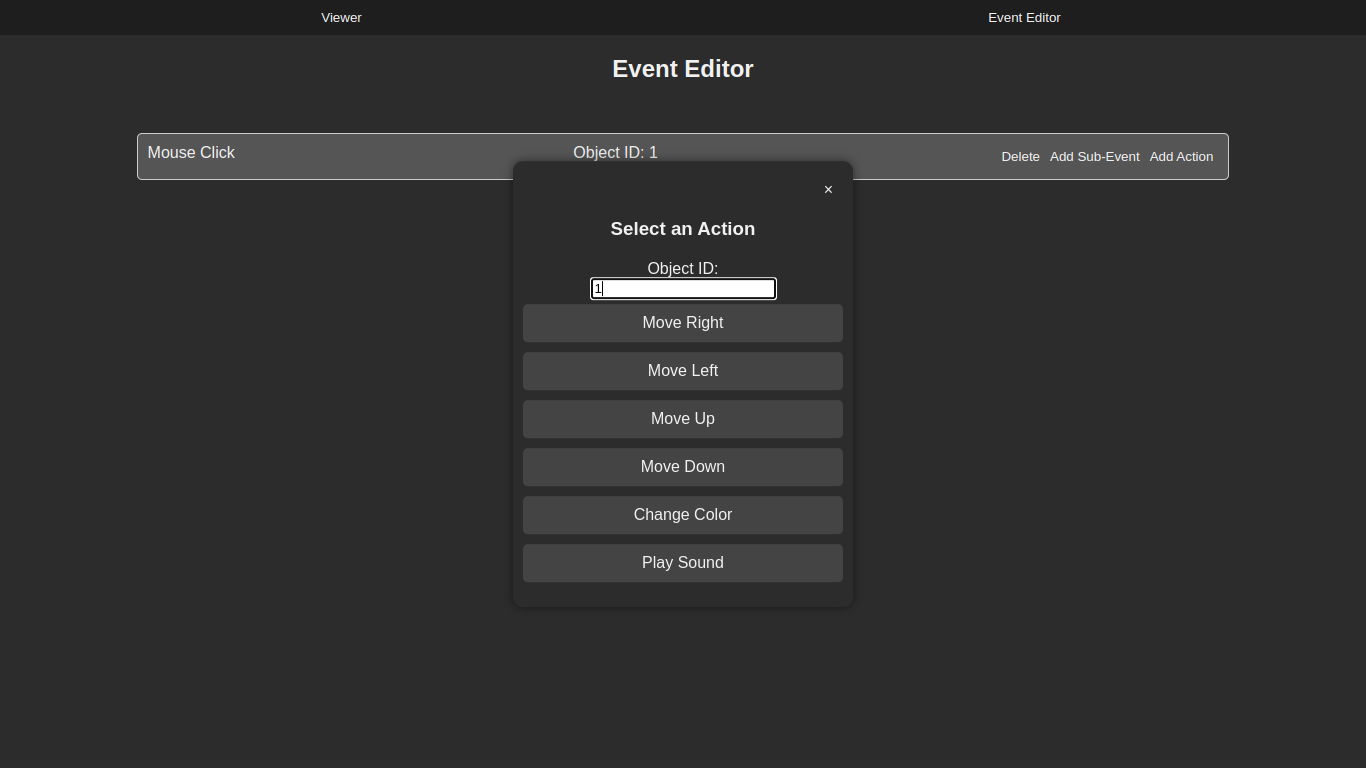 Viewer Event Editor
Event Editor
Mouse Click Object ID: 1 Delete Add Sub-Event Add Action
×
Select an Action
Object ID:
1
Move Right
Move Left
Move Up
Move Down
Change Color
Play Sound